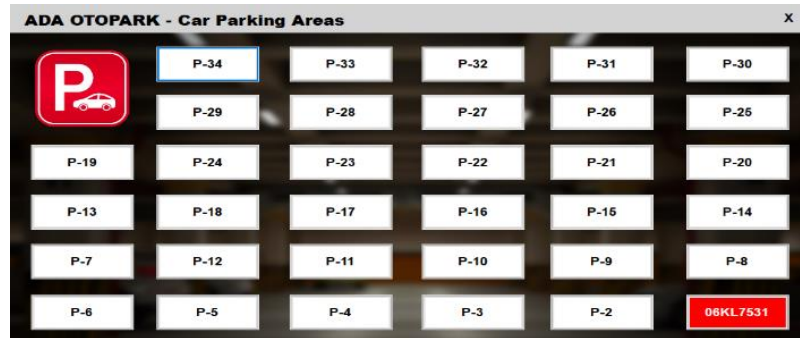 ADA OTOPARK - Car Parking Areas X
P
P-34 P-33 P-32 P-31 P-30
P-29 P-28 P-27 P-26 P-25
P-19 P-24 P-23 P-22 P-21 P-20
P-13 P-18 P-17 P-16 P-15 P-14
P-7 P-12 P-11 P-10 P-9 P-8
P-6 P-5 P-4 P-3 P-2 06KL7531